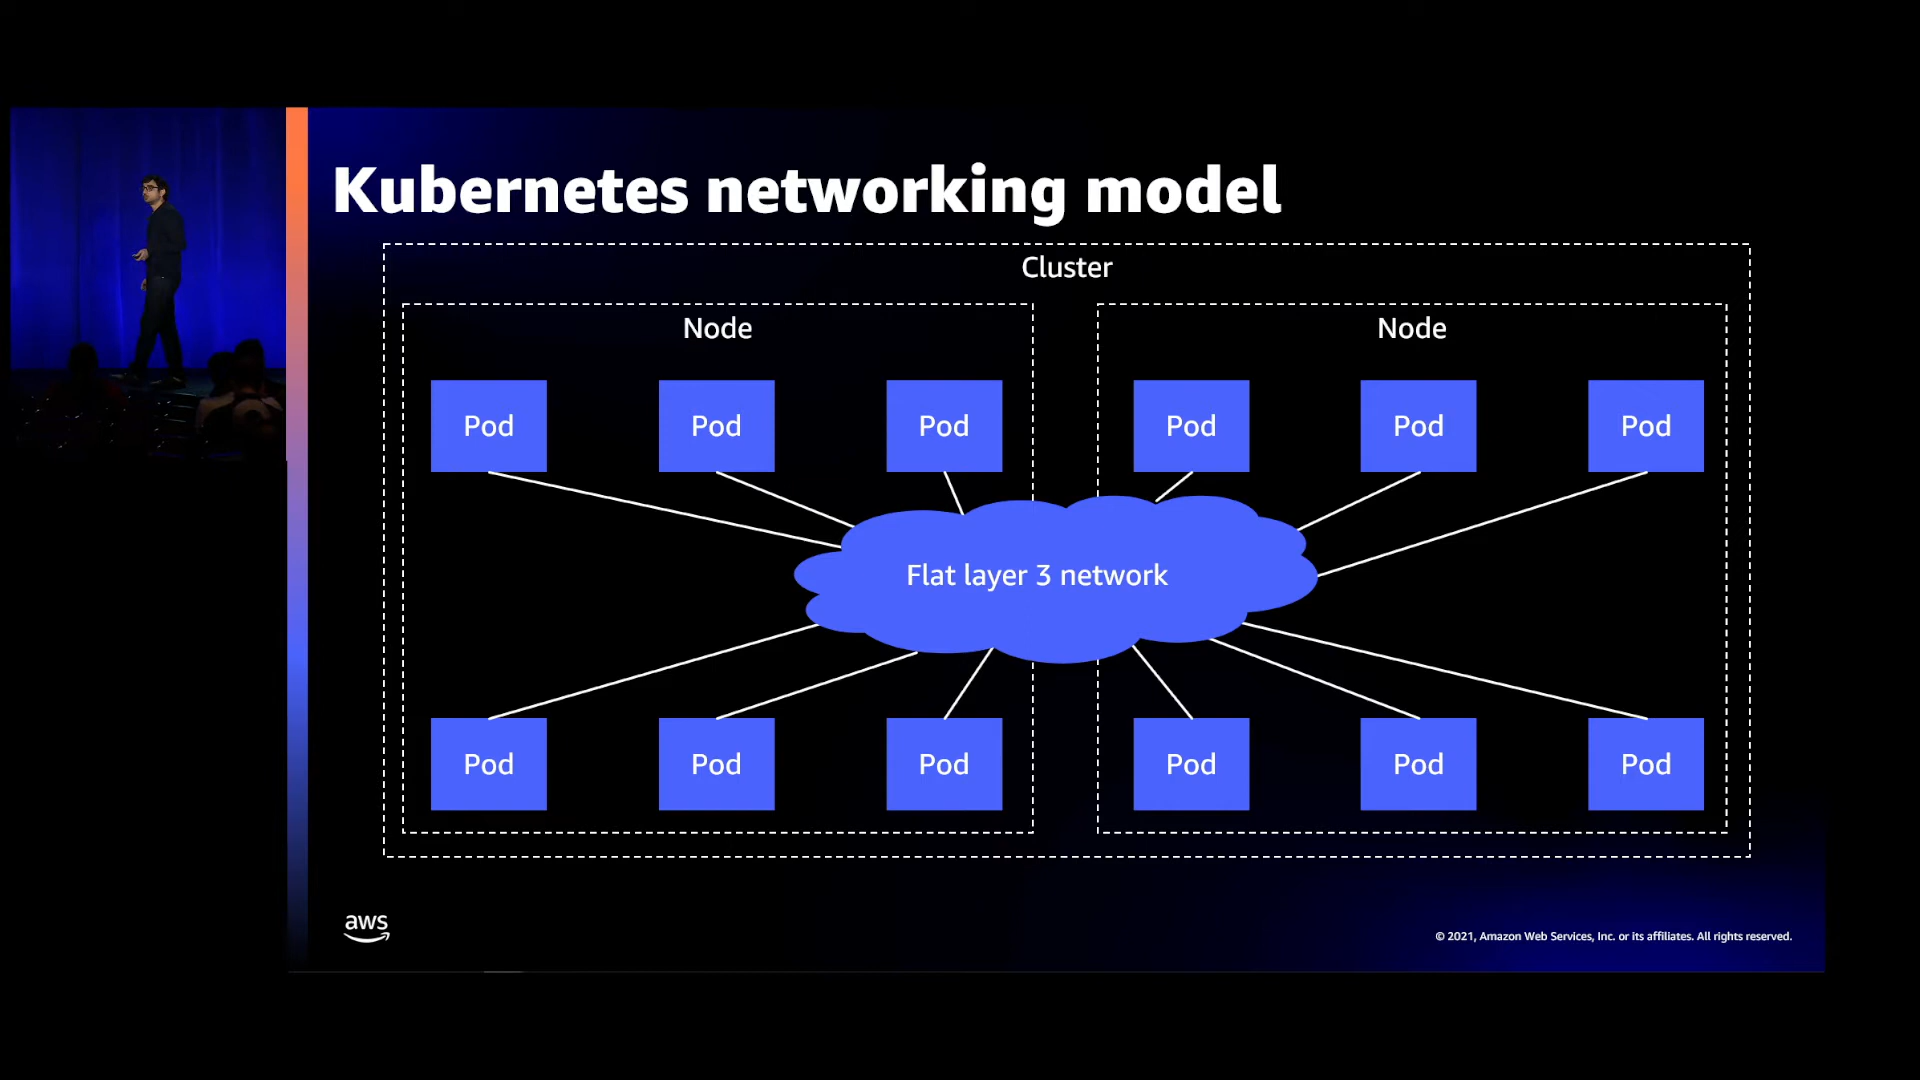 Kubernetes networking model
Cluster
Node
Node
Pod
Pod
Pod
Pod
Pod
Pod
Flat layer 3 network
Pod
Pod
Pod
Pod
Pod
Pod
aws
© 2021, Amazon Web Services, Inc. or its affiliates. All rights reserved.